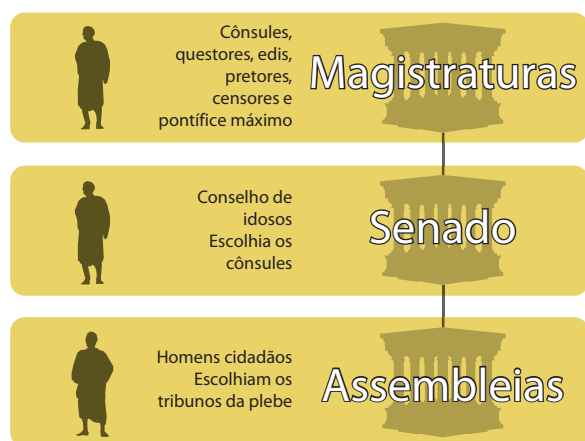 Cônsules,
questores, edis,
pretores,
censores e
pontífice máximo
Magistraturas
Conselho de
idosos
Escolhia os
cônsules
Senado
Homens cidadãos
Escolhiam os
tribunos da plebe
Assembleias